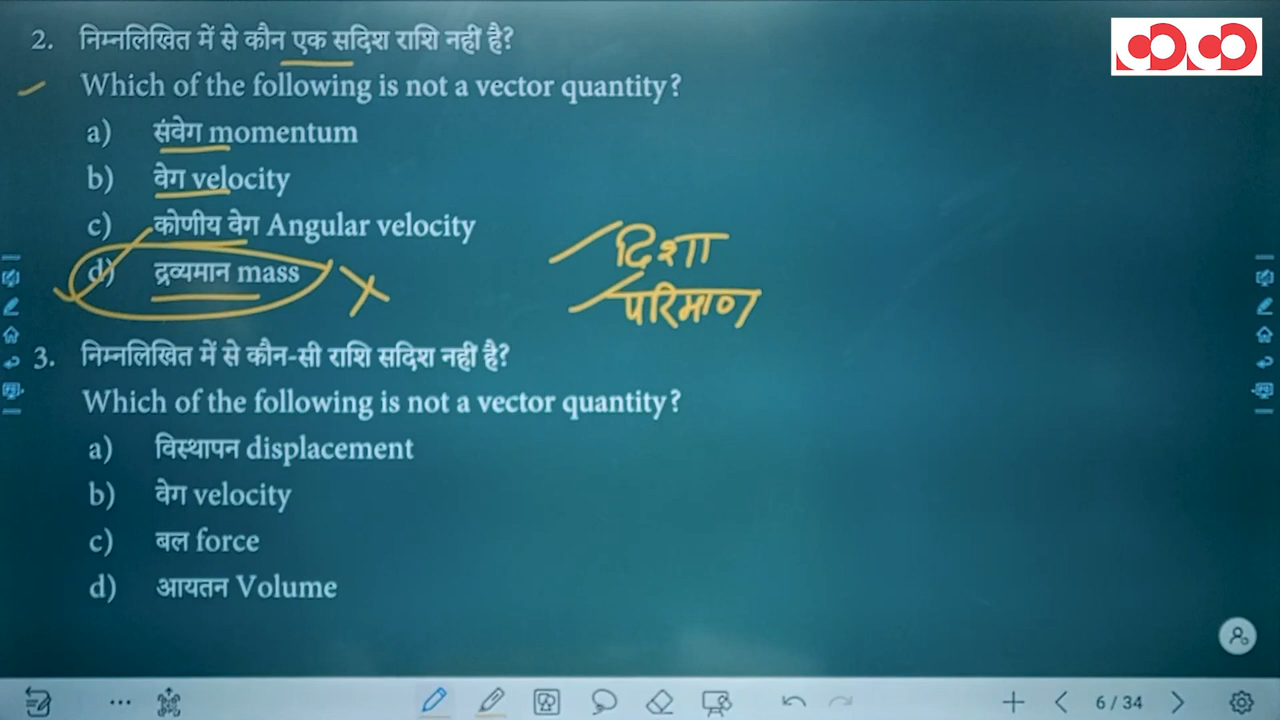 2. निम्नलिखित में से कौन एक सदिश राशि नहीं है?
Which of the following is not a vector quantity?
a) संवेग momentum
b) वेग velocity
c) कोणीय वेग Angular velocity
d) द्रव्यमान mass
दिशा
परिमाण
3. निम्नलिखित में से कौन-सी राशि सदिश नहीं है?
Which of the following is not a vector quantity?
a) विस्थापन displacement
b) वेग velocity
c) बल force
d) आयतन Volume
6 / 34